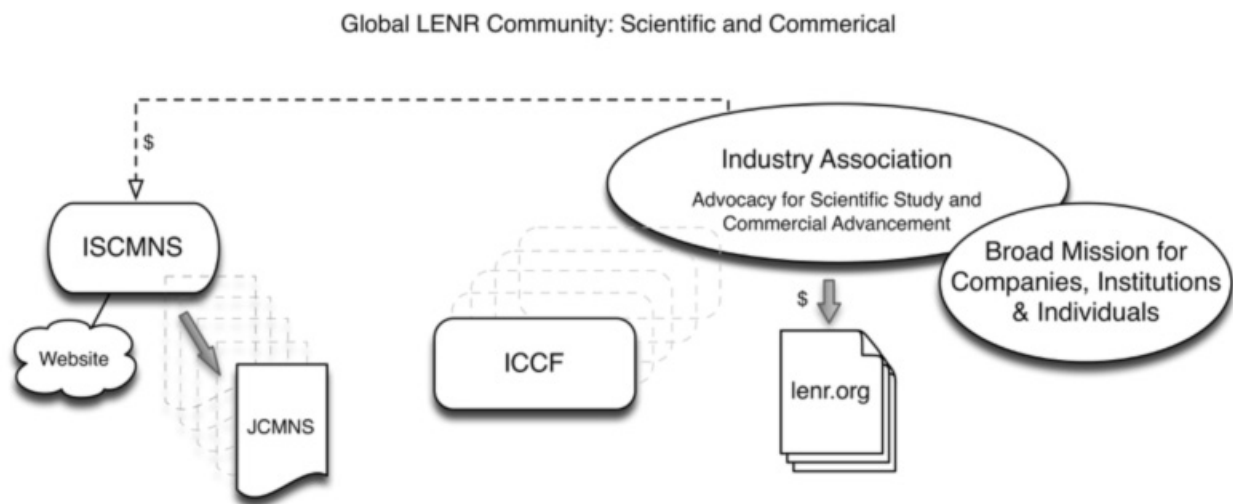 Global LENR Community: Scientific and Commerical
$
Industry Association
Advocacy for Scientific Study and
Commercial Advancement
ISCMNS
Broad Mission for
Companies, Institutions
& Individuals
$
Website
ICCF
lenr.org
JCMNS